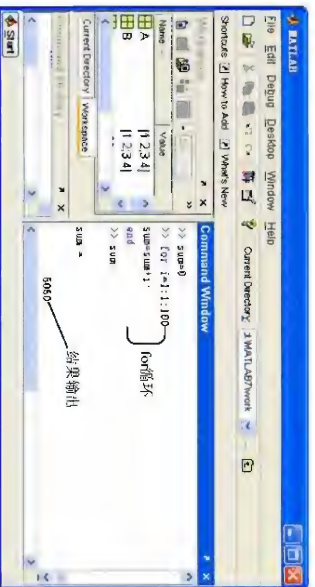 MATLAB
File Edit Debug Desktop Window Help
Current Directory:
Shortcuts How to Add What's New
Name Value
A [1 2;3 4]
B [1 2;3 4]
Current Directory Workspace
Command Window
>> sum=0
>> for i=1:1:100
sum=sum+i;
end
>> sum
sum =
5050
for循环
结果输出
Start